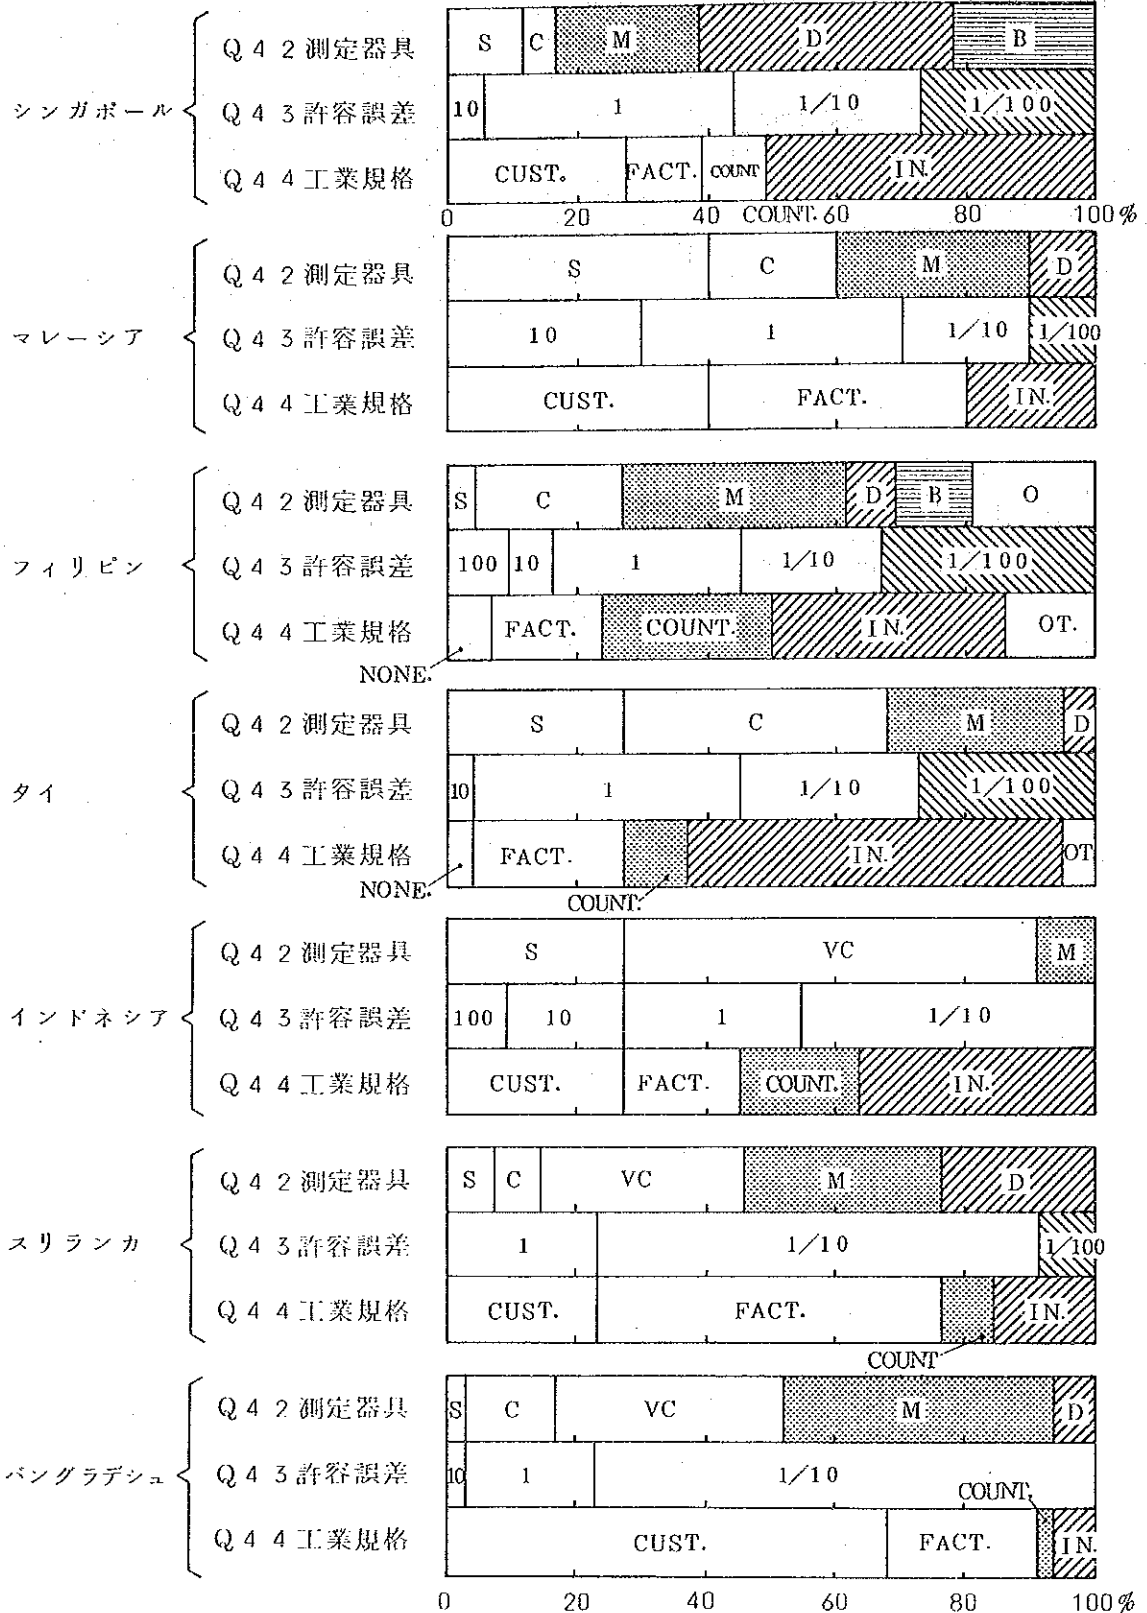 Q42測定器具 S C M D B
シンガポール Q43許容誤差 10 1 1/10 1/100
Q44工業規格 CUST. FACT. COUNT IN.
0 20 40 COUNT. 60 80 100%
Q42測定器具 S C M D
マレーシア Q43許容誤差 10 1 1/10 1/100
Q44工業規格 CUST. FACT. IN.
Q42測定器具 S C M D B O
フィリピン Q43許容誤差 100 10 1 1/10 1/100
Q44工業規格 FACT. COUNT. IN. OT.
NONE.
Q42測定器具 S C M D
タイ Q43許容誤差 10 1 1/10 1/100
Q44工業規格 FACT. IN. OT
NONE. COUNT.
Q42測定器具 S VC M
インドネシア Q43許容誤差 100 10 1 1/10
Q44工業規格 CUST. FACT. COUNT. IN.
Q42測定器具 S C VC M D
スリランカ Q43許容誤差 1 1/10 1/100
Q44工業規格 CUST. FACT. IN.
COUNT
Q42測定器具 S C VC M D
バングラデシュ Q43許容誤差 10 1 1/10
COUNT.
Q44工業規格 CUST. FACT. IN.
0 20 40 60 80 100%